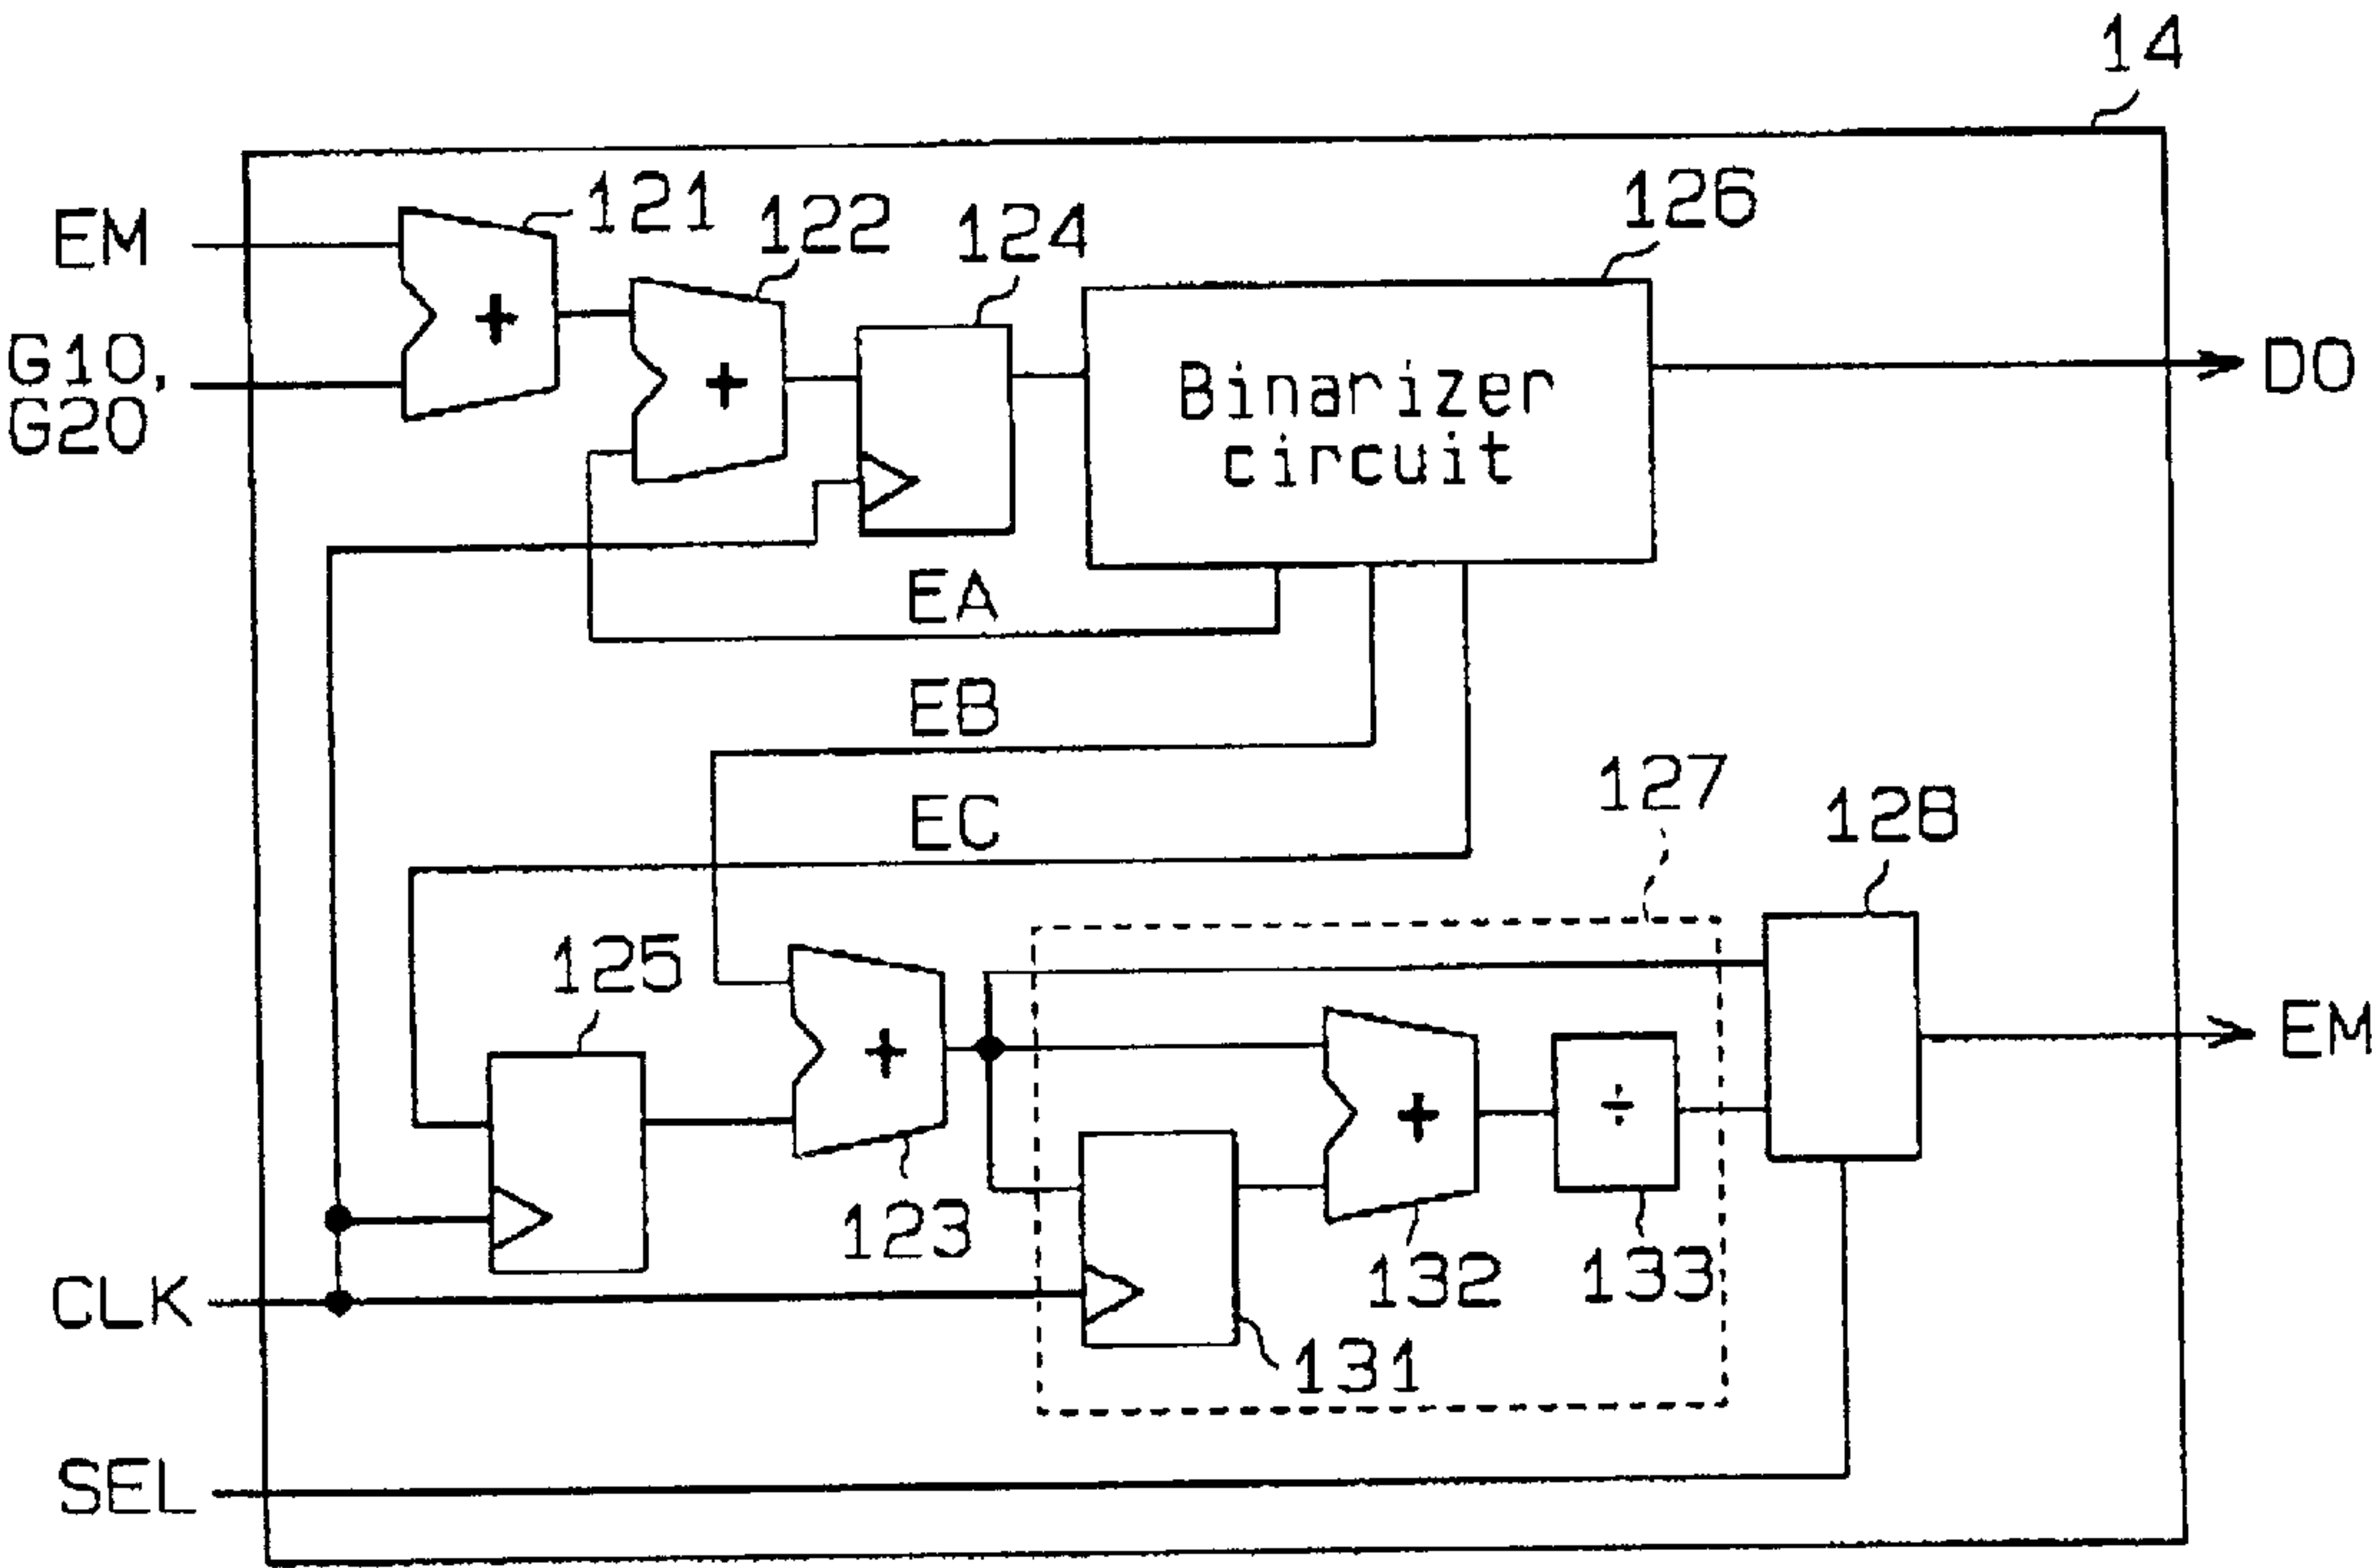 14
EM
121
122
124
126
G10,
G20
+
+
Binarizer
circuit
DO
EA
EB
EC
127
128
125
+
+
÷
EM
123
132
133
CLK
131
SEL